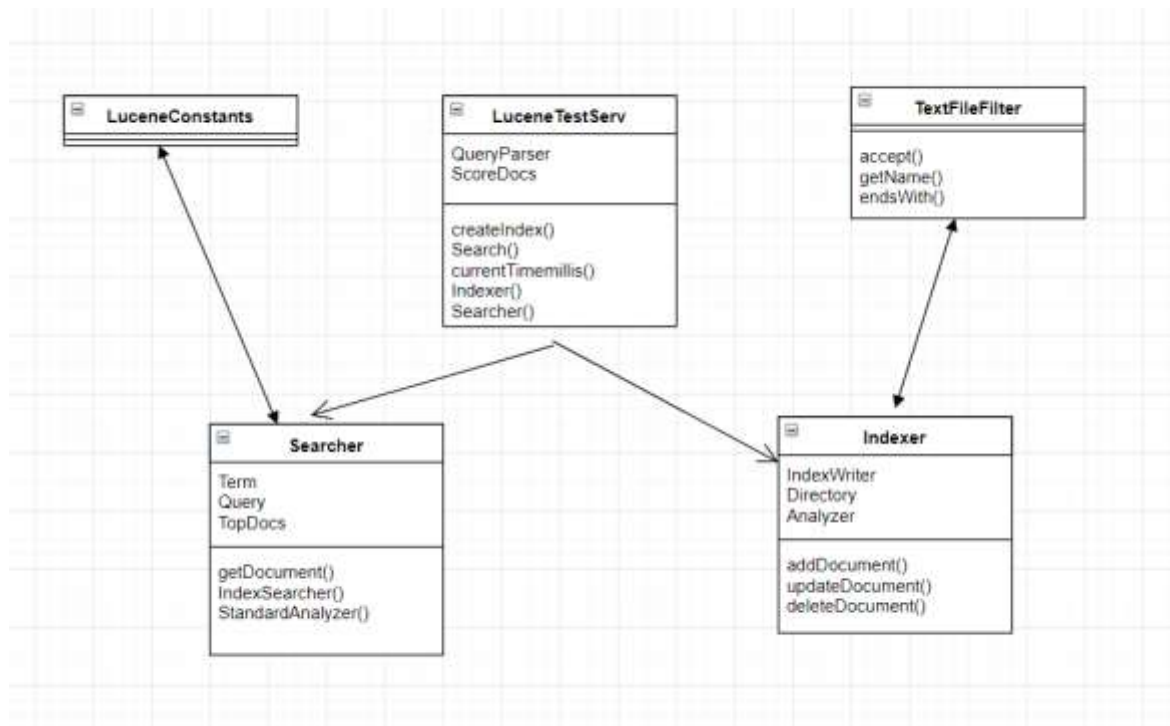 LuceneConstants
LuceneTestServ
QueryParser
ScoreDocs
createIndex()
Search()
currentTimemillis()
Indexer()
Searcher()
TextFileFilter
accept()
getName()
endsWith()
Searcher
Term
Query
TopDocs
getDocument()
IndexSearcher()
StandardAnalyzer()
Indexer
IndexWriter
Directory
Analyzer
addDocument()
updateDocument()
deleteDocument()